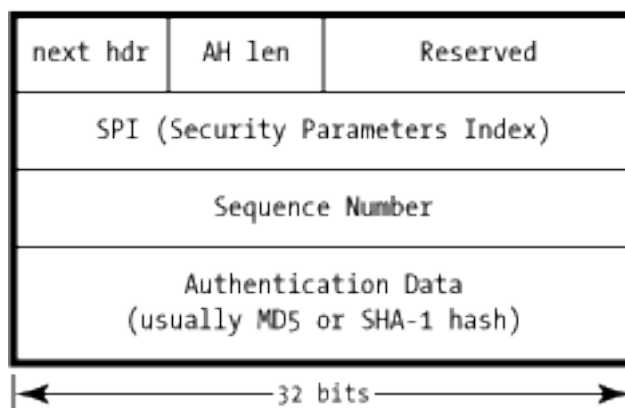 next hdr AH len Reserved
SPI (Security Parameters Index)
Sequence Number
Authentication Data
(usually MD5 or SHA-1 hash)
32 bits